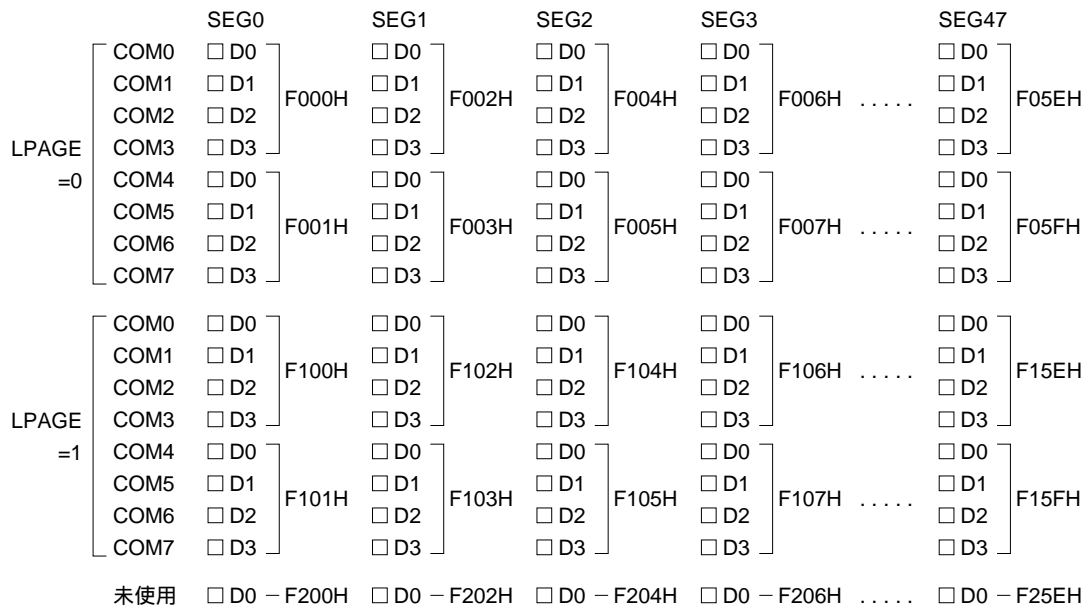 SEG0 SEG1 SEG2 SEG3 SEG47
COM0 □ D0 □ D0 □ D0 □ D0 □ D0
COM1 □ D1 □ D1 □ D1 □ D1 □ D1
F000H F002H F004H F006H ..... F05EH
COM2 □ D2 □ D2 □ D2 □ D2 □ D2
LPAGE COM3 □ D3 □ D3 □ D3 □ D3 □ D3
=0 COM4 □ D0 □ D0 □ D0 □ D0 □ D0
COM5 □ D1 □ D1 □ D1 □ D1 □ D1
F001H F003H F005H F007H ..... F05FH
COM6 □ D2 □ D2 □ D2 □ D2 □ D2
COM7 □ D3 □ D3 □ D3 □ D3 □ D3
COM0 □ D0 □ D0 □ D0 □ D0 □ D0
COM1 □ D1 □ D1 □ D1 □ D1 □ D1
F100H F102H F104H F106H ..... F15EH
COM2 □ D2 □ D2 □ D2 □ D2 □ D2
LPAGE COM3 □ D3 □ D3 □ D3 □ D3 □ D3
=1 COM4 □ D0 □ D0 □ D0 □ D0 □ D0
COM5 □ D1 □ D1 □ D1 □ D1 □ D1
F101H F103H F105H F107H ..... F15FH
COM6 □ D2 □ D2 □ D2 □ D2 □ D2
COM7 □ D3 □ D3 □ D3 □ D3 □ D3
未使用 □ D0 – F200H □ D0 – F202H □ D0 – F204H □ D0 – F206H ..... □ D0 – F25EH